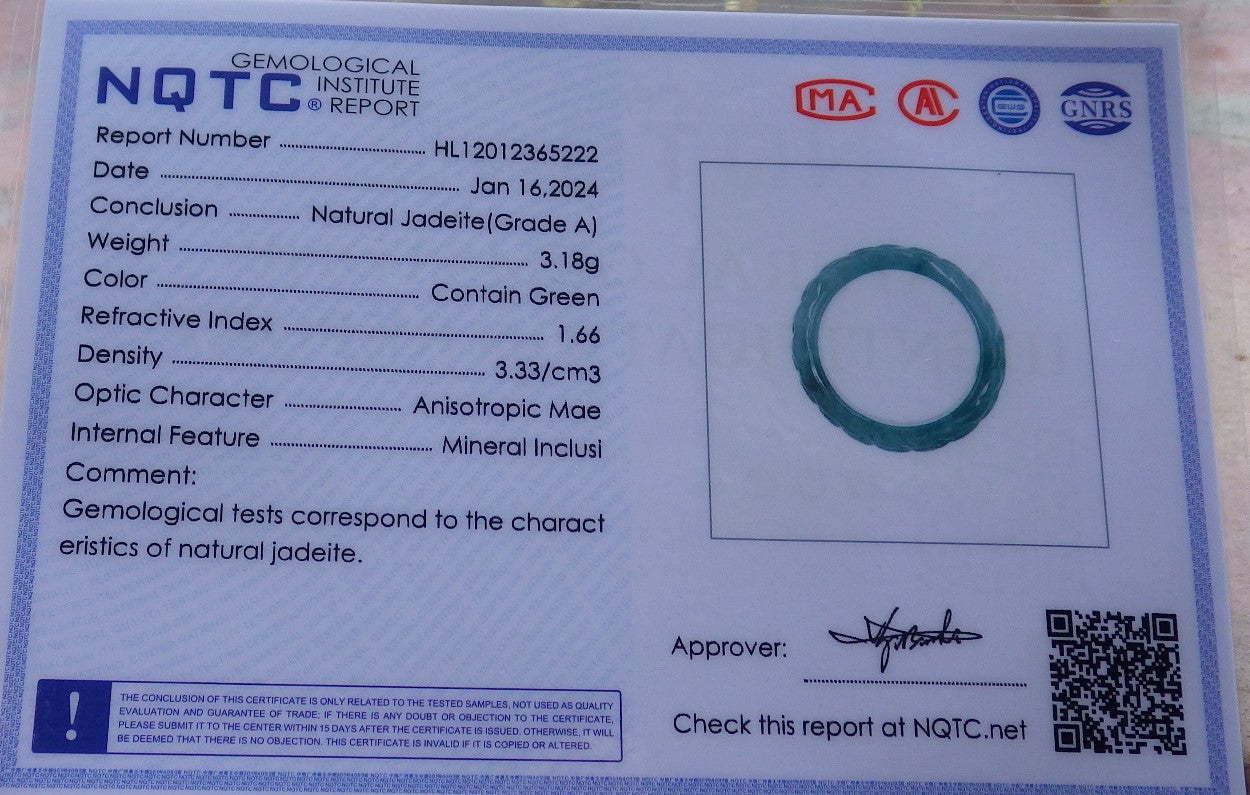 GEMOLOGICAL
NQTC® INSTITUTE
REPORT
Report Number ........ HL12012365222
Date ........ Jan 16,2024
Conclusion ........ Natural Jadeite(Grade A)
Weight ........ 3.18g
Color ........ Contain Green
Refractive Index ........ 1.66
Density ........ 3.33/cm3
Optic Character ........ Anisotropic Mae
Internal Feature ........ Mineral Inclusi
Comment:
Gemological tests correspond to the charact
eristics of natural jadeite.
!
THE CONCLUSION OF THIS CERTIFICATE IS ONLY RELATED TO THE TESTED SAMPLES, NOT USED AS QUALITY
EVALUATION AND GUARANTEE OF TRADE; IF THERE IS ANY DOUBT OR OBJECTION TO THE CERTIFICATE,
PLEASE SUBMIT IT TO THE CENTER WITHIN 15 DAYS AFTER THE CERTIFICATE IS ISSUED. OTHERWISE, IT WILL
BE DEEMED THAT THERE IS NO OBJECTION. THIS CERTIFICATE IS INVALID IF IT IS COPIED OR ALTERED.
MA
GNRS
Approver:
Check this report at NQTC.net